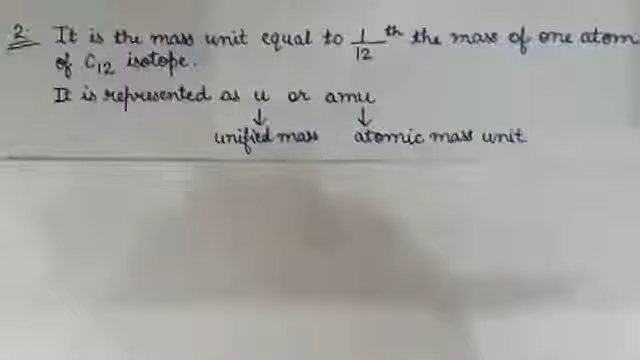 2. It is the mass unit equal to 1/12 th the mass of one atom
of C12 isotope.
It is represented as u or amu
↓ ↓
unified mass atomic mass unit